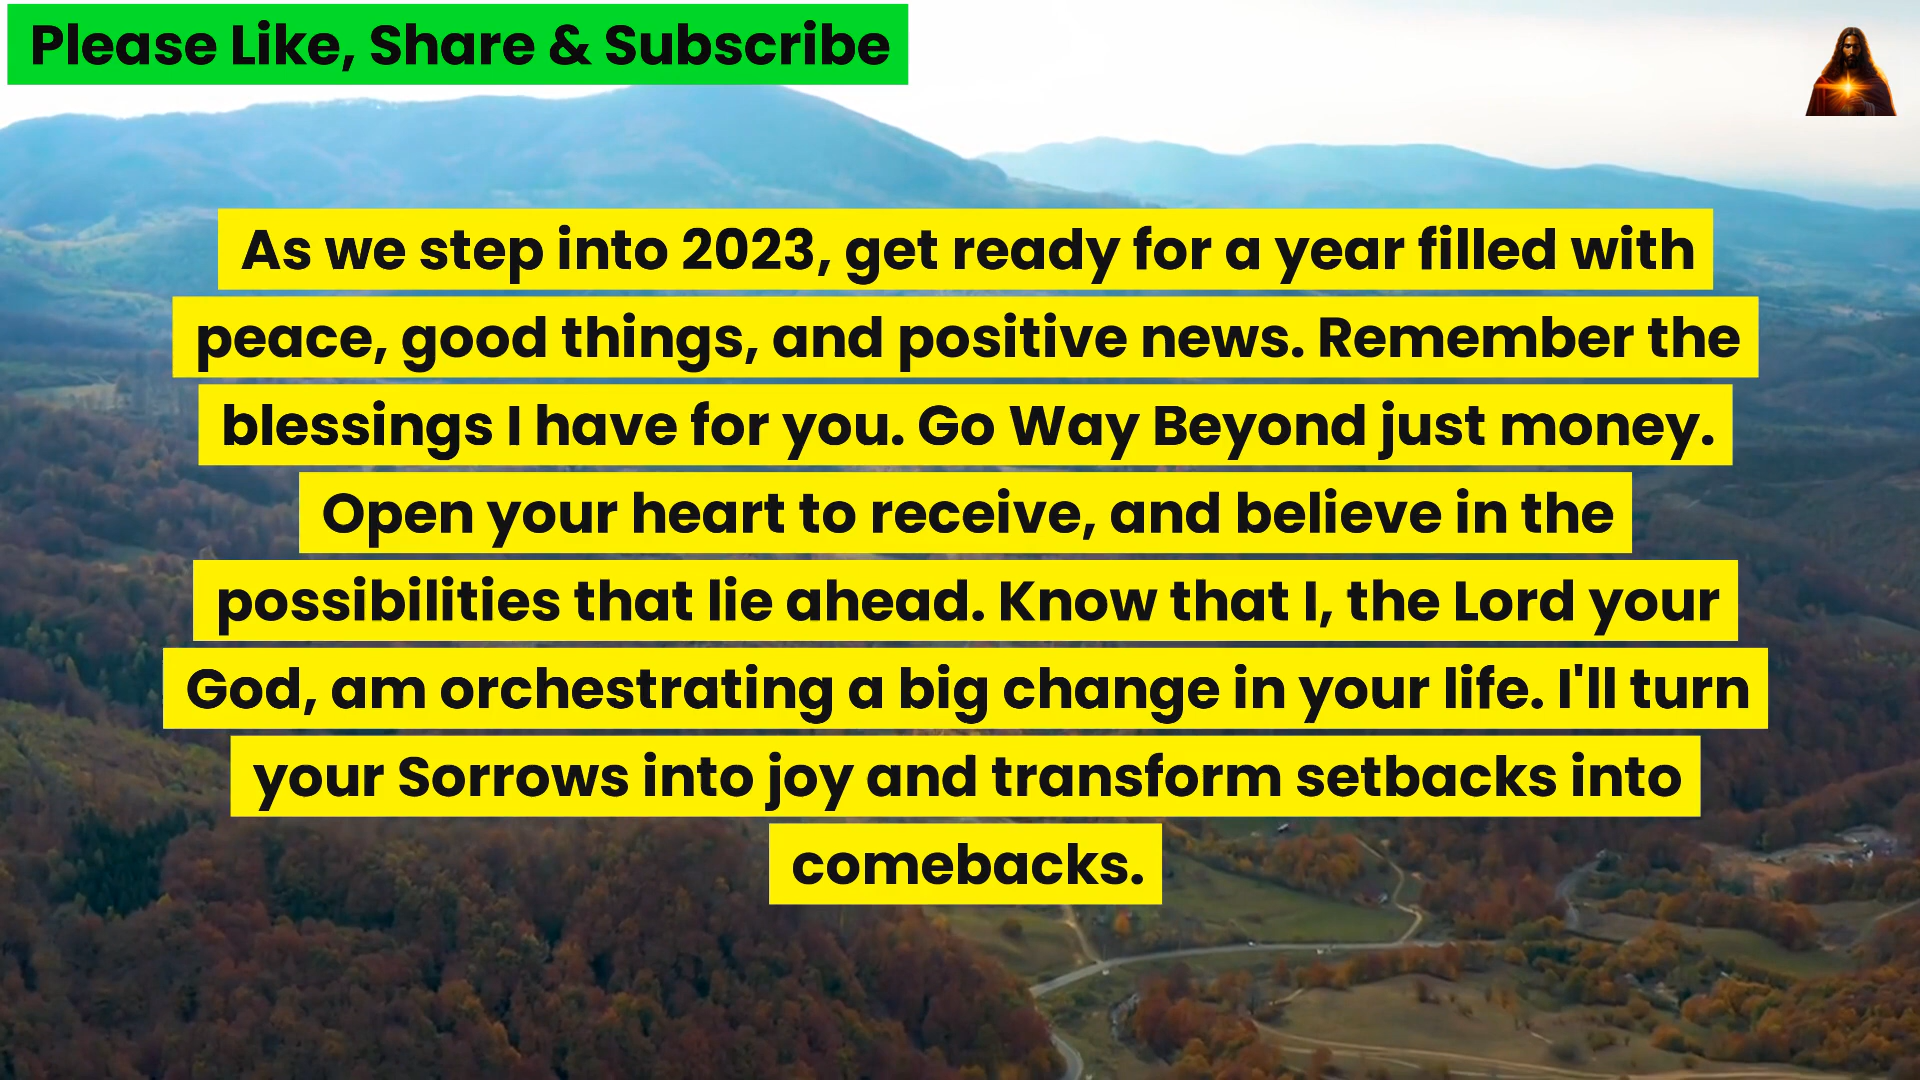 Please Like, Share & Subscribe
As we step into 2023, get ready for a year filled with
peace, good things, and positive news. Remember the
blessings I have for you. Go Way Beyond just money.
Open your heart to receive, and believe in the
possibilities that lie ahead. Know that I, the Lord your
God, am orchestrating a big change in your life. I'll turn
your Sorrows into joy and transform setbacks into
comebacks.